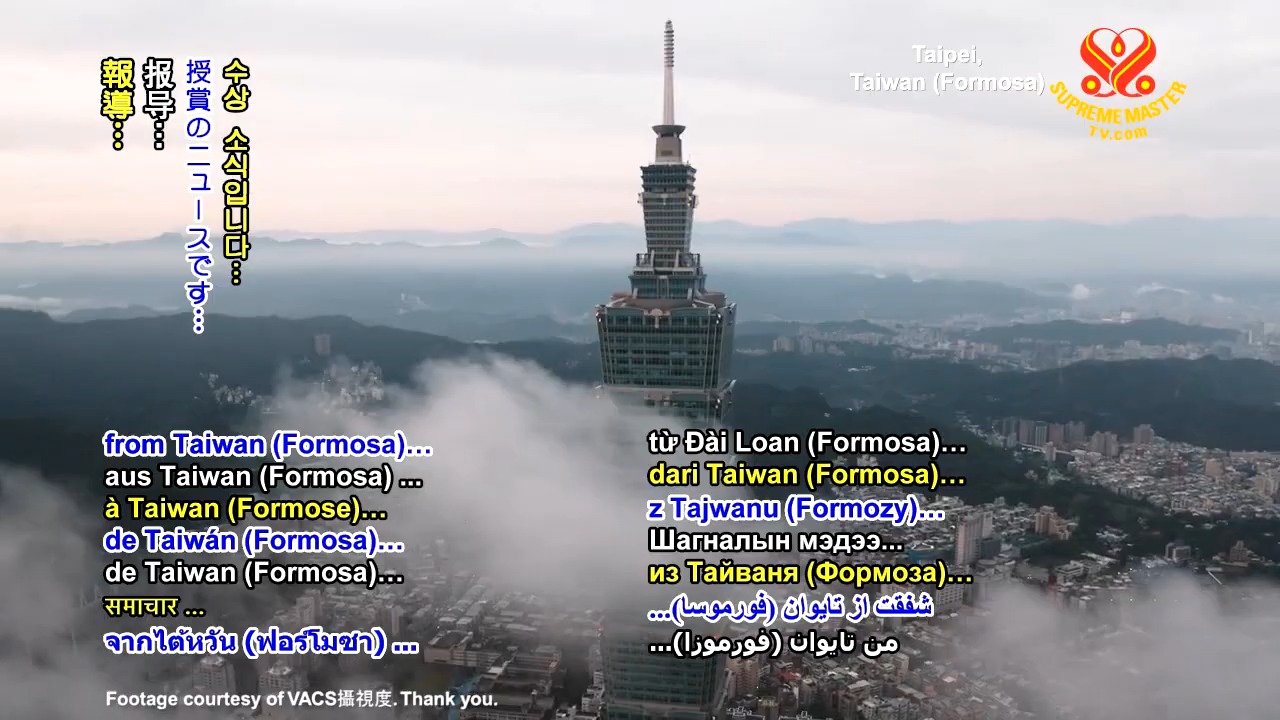 Taipei,
Taiwan (Formosa)
SUPREME MASTER
TV.com
報導…
报导…
授賞のニュースです…
수상 소식입니다…
from Taiwan (Formosa)…
aus Taiwan (Formosa) ...
à Taiwan (Formose)…
de Taiwán (Formosa)…
de Taiwan (Formosa)…
समाचार ...
จากไต้หวัน (ฟอร์โมซา) ...
từ Đài Loan (Formosa)…
dari Taiwan (Formosa)…
z Tajwanu (Formozy)…
Шагналын мэдээ...
из Тайваня (Формоза)…
شفقت از تایوان (فورموسا)...
من تايوان (فورموزا)...
Footage courtesy of VACS攝視度. Thank you.